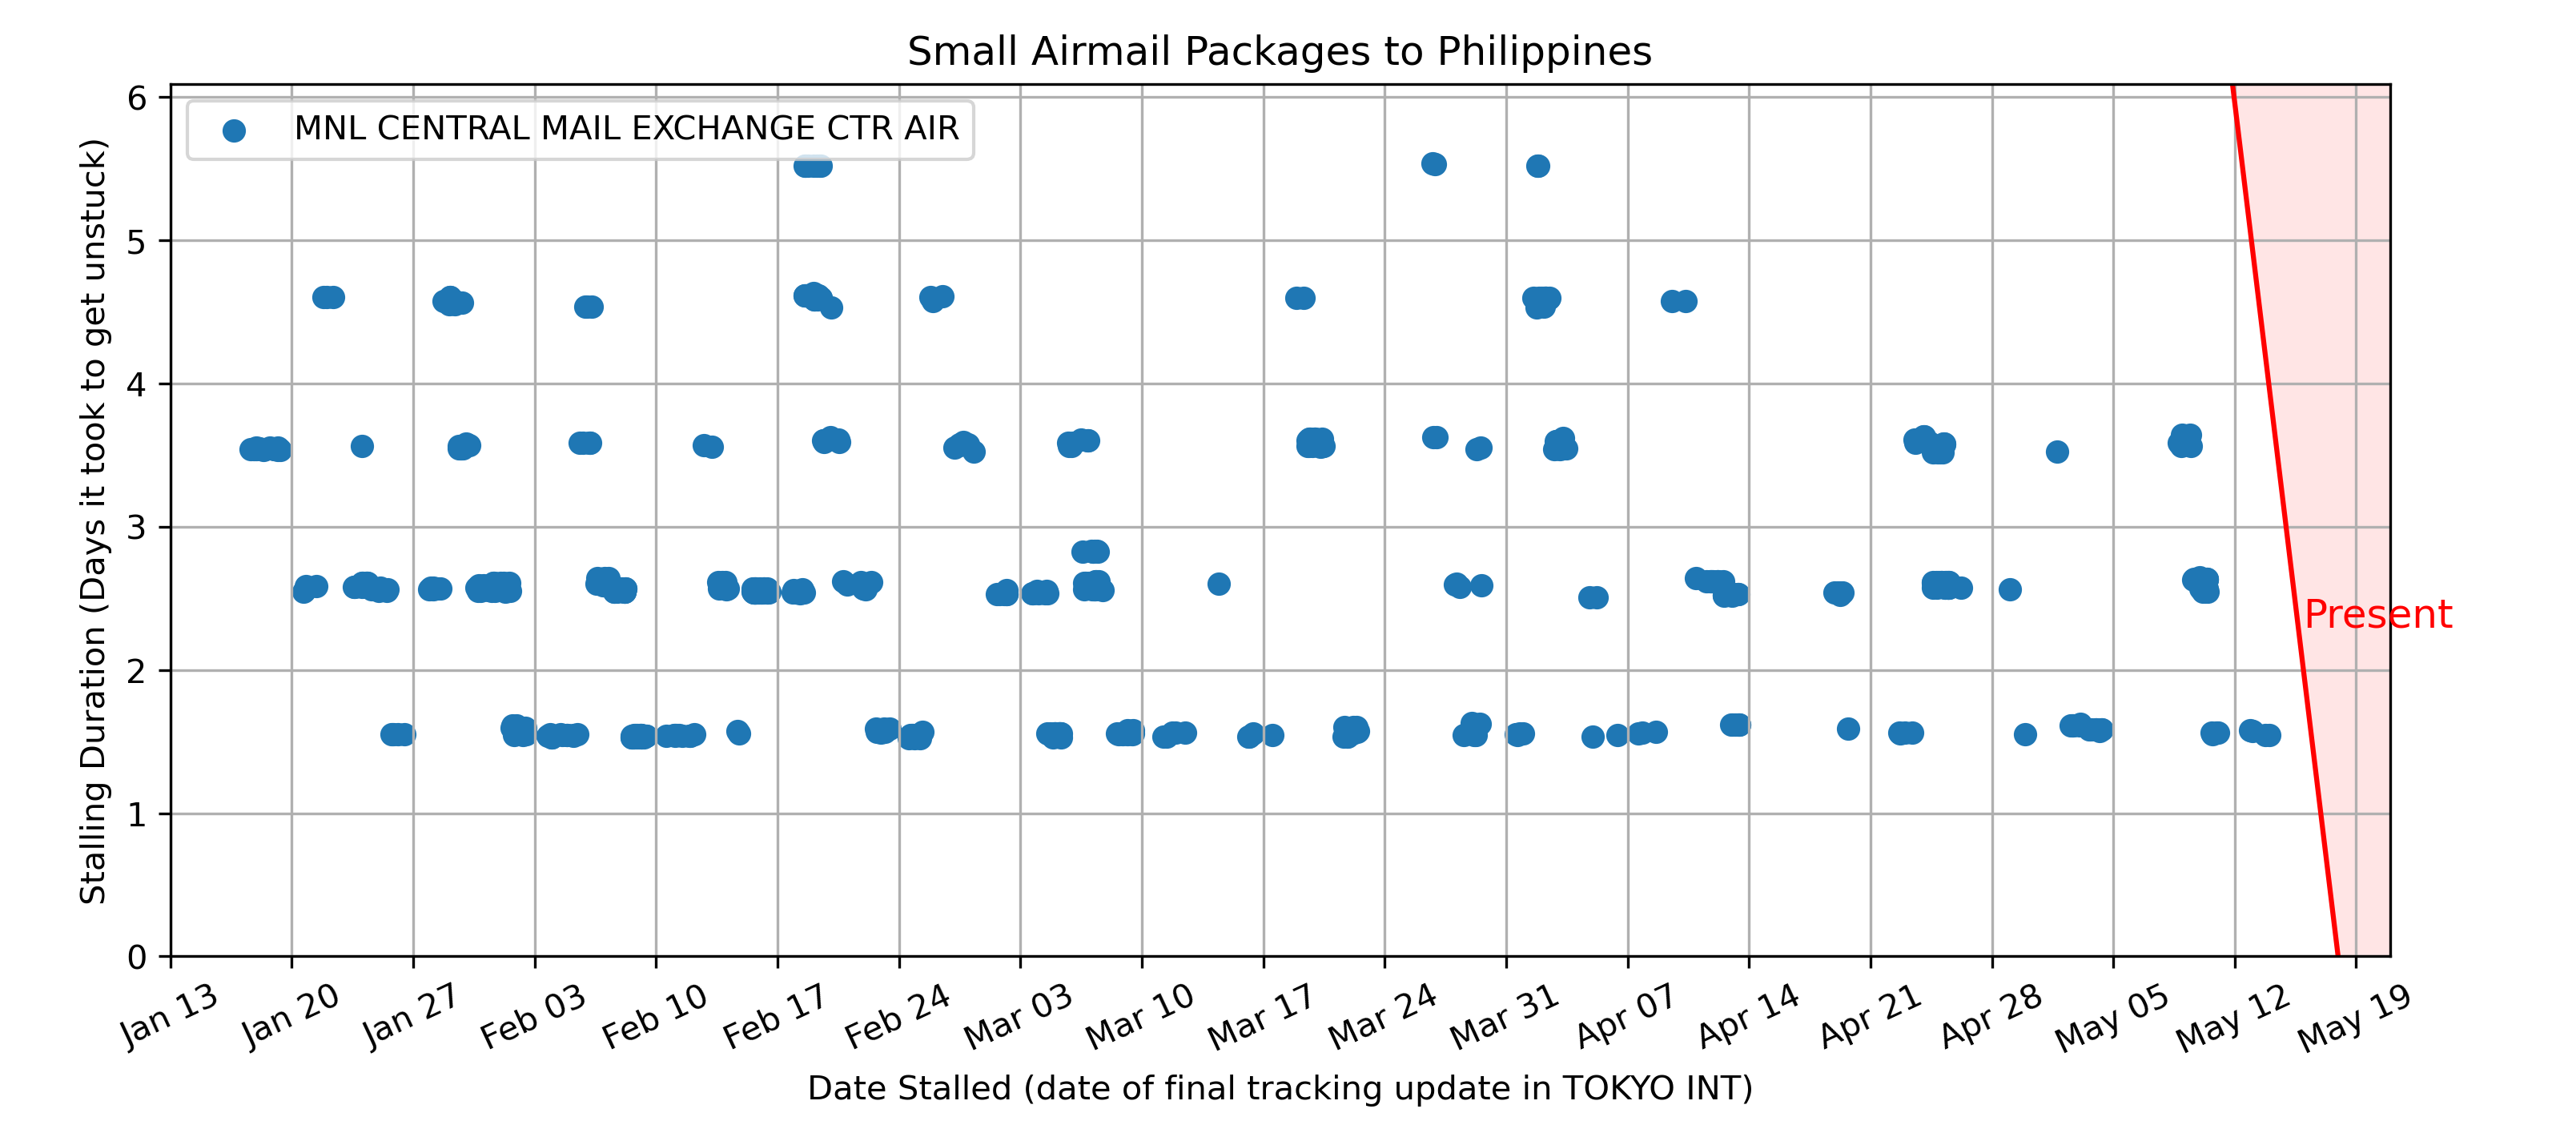 Small Airmail Packages to Philippines
MNL CENTRAL MAIL EXCHANGE CTR AIR
Stalling Duration (Days it took to get unstuck)
6
5
4
3
2
1
0
Present
Jan 13
Jan 20
Jan 27
Feb 03
Feb 10
Feb 17
Feb 24
Mar 03
Mar 10
Mar 17
Mar 24
Mar 31
Apr 07
Apr 14
Apr 21
Apr 28
May 05
May 12
May 19
Date Stalled (date of final tracking update in TOKYO INT)